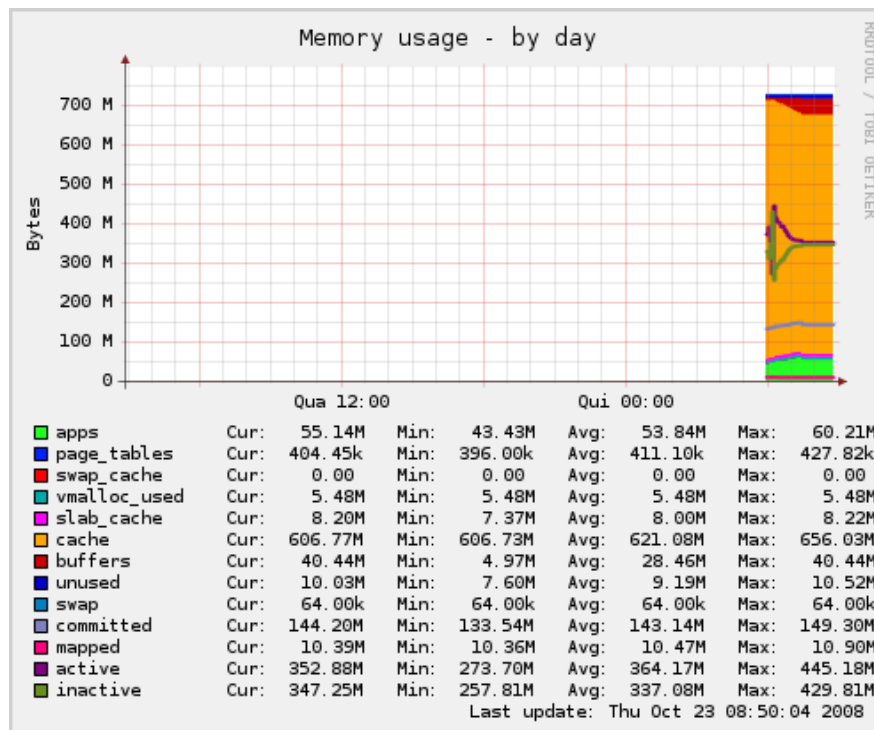 Memory usage - by day
RRDTOOL / TOBI OETIKER
Bytes
700 M
600 M
500 M
400 M
300 M
200 M
100 M
0
Qua 12:00 Qui 00:00
apps Cur: 55.14M Min: 43.43M Avg: 53.84M Max: 60.21M
page_tables Cur: 404.45k Min: 396.00k Avg: 411.10k Max: 427.82k
swap_cache Cur: 0.00 Min: 0.00 Avg: 0.00 Max: 0.00
vmalloc_used Cur: 5.48M Min: 5.48M Avg: 5.48M Max: 5.48M
slab_cache Cur: 8.20M Min: 7.37M Avg: 8.00M Max: 8.22M
cache Cur: 606.77M Min: 606.73M Avg: 621.08M Max: 656.03M
buffers Cur: 40.44M Min: 4.97M Avg: 28.46M Max: 40.44M
unused Cur: 10.03M Min: 7.60M Avg: 9.19M Max: 10.52M
swap Cur: 64.00k Min: 64.00k Avg: 64.00k Max: 64.00k
committed Cur: 144.20M Min: 133.54M Avg: 143.14M Max: 149.30M
mapped Cur: 10.39M Min: 10.36M Avg: 10.47M Max: 10.90M
active Cur: 352.88M Min: 273.70M Avg: 364.17M Max: 445.18M
inactive Cur: 347.25M Min: 257.81M Avg: 337.08M Max: 429.81M
Last update: Thu Oct 23 08:50:04 2008